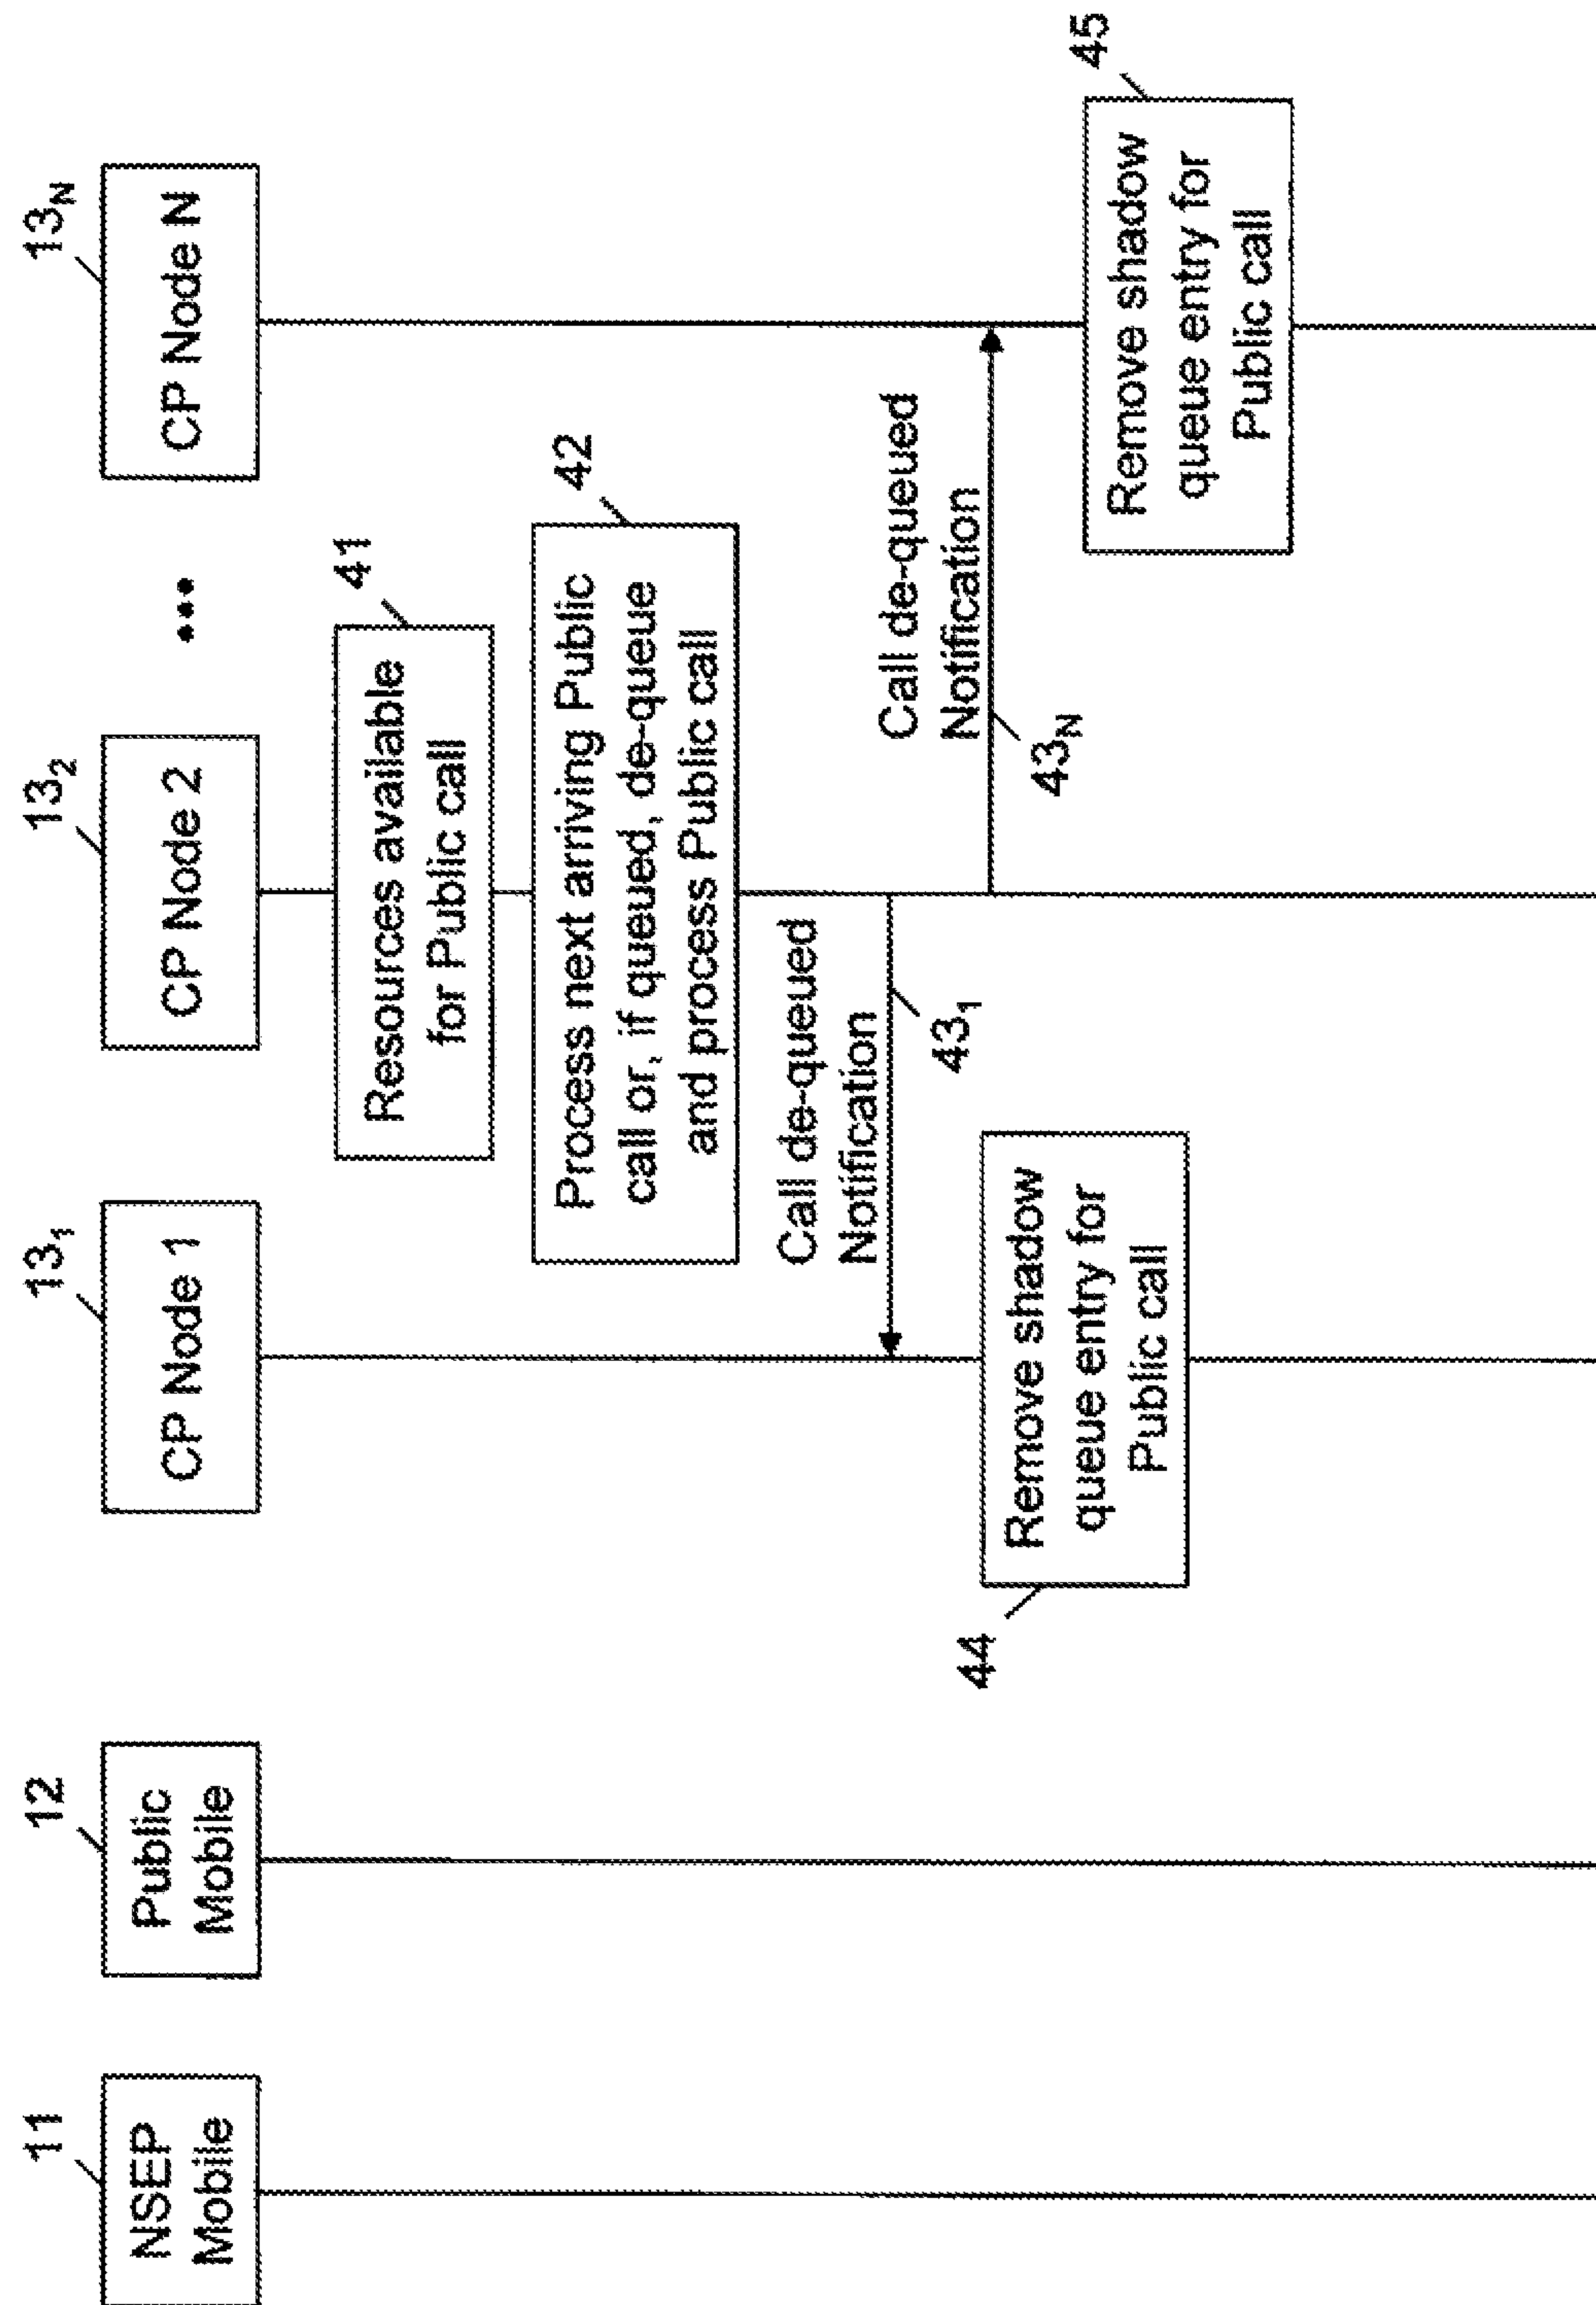 11
12
13₁
13₂
13N
NSEP
Mobile
Public
Mobile
CP Node 1
CP Node 2
•••
CP Node N
41
Resources available
for Public call
42
Process next arriving Public
call or, if queued, de-queue
and process Public call
Call de-queued
Notification
43₁
Call de-queued
Notification
43N
44
Remove shadow
queue entry for
Public call
45
Remove shadow
queue entry for
Public call